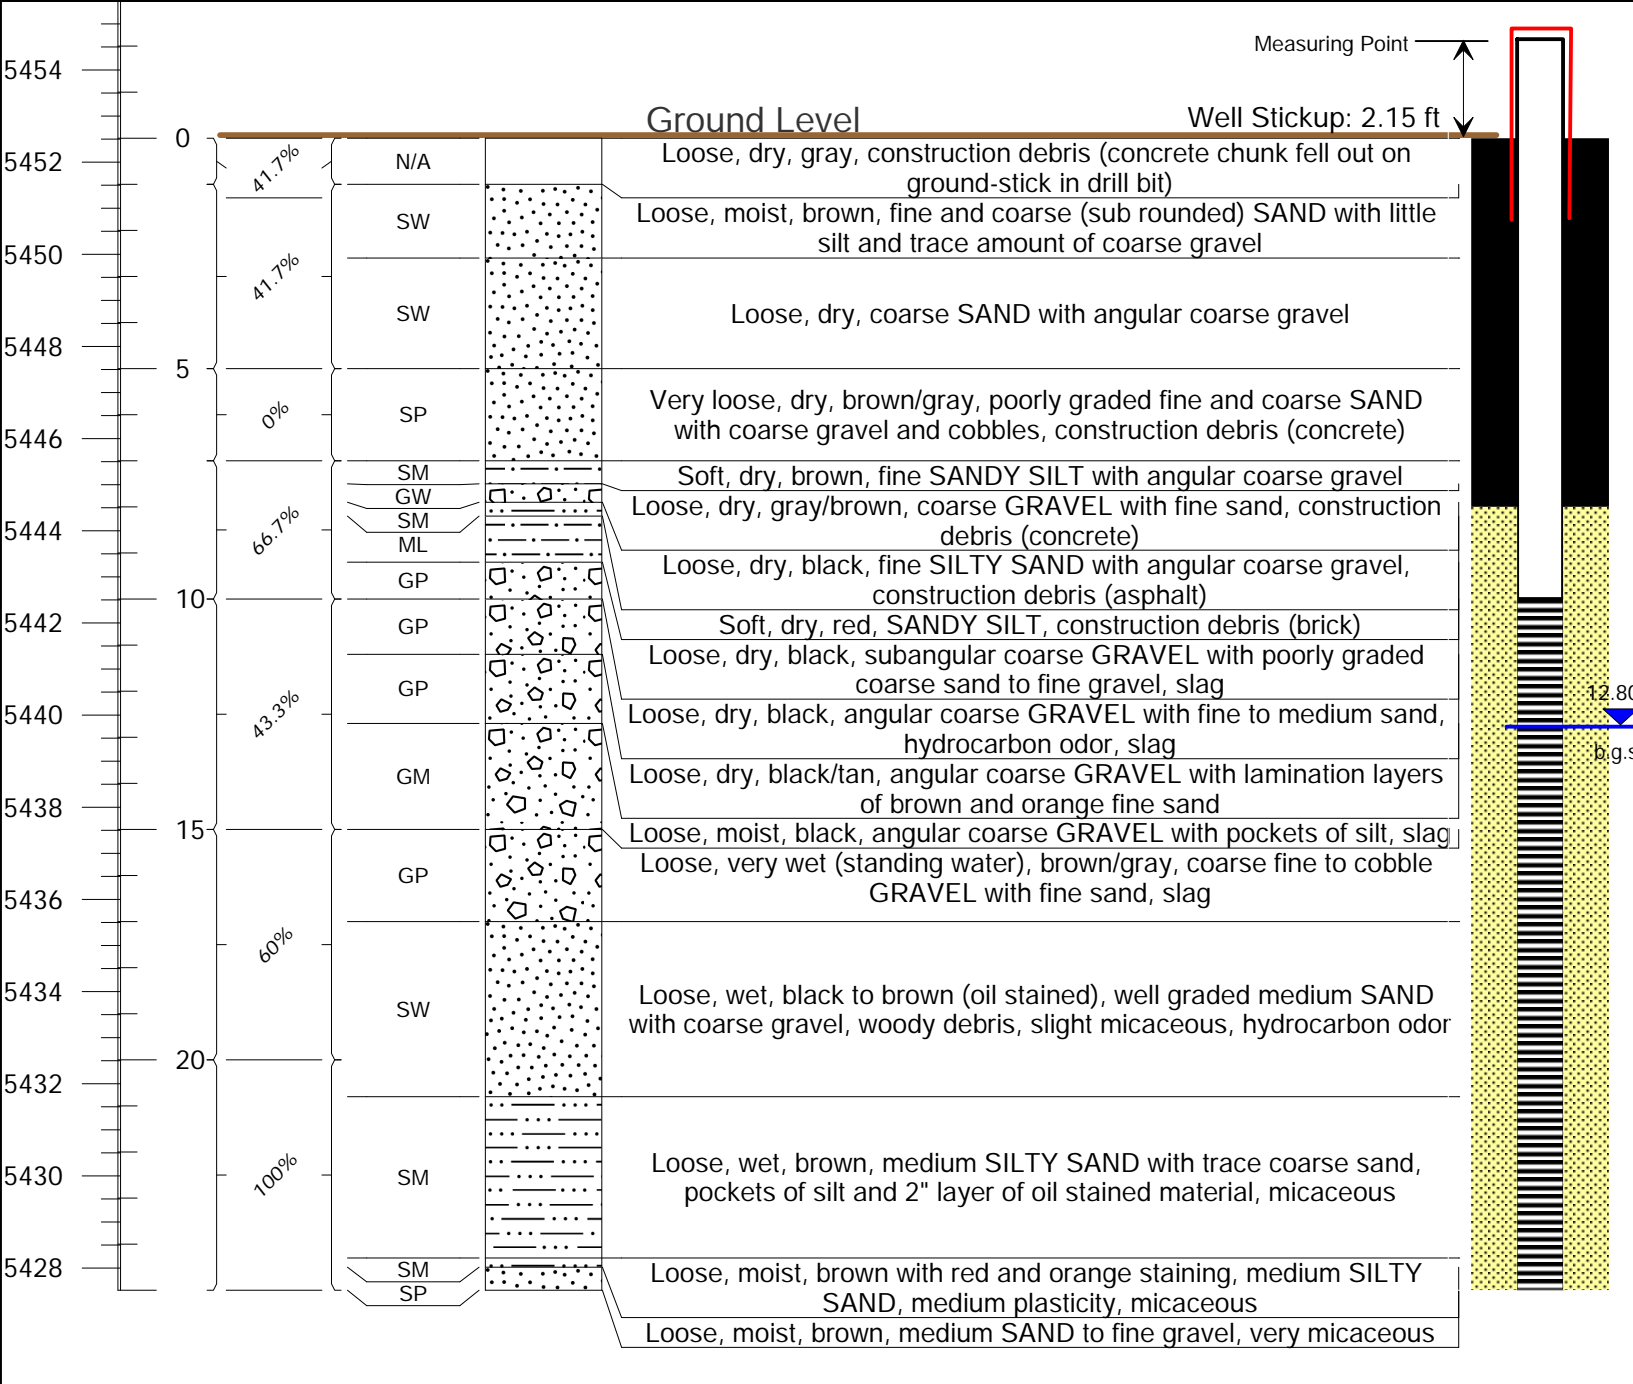 Measuring Point
5454
Ground Level
Well Stickup: 2.15 ft
0
5452
41.7%
N/A
Loose, dry, gray, construction debris (concrete chunk fell out on
ground-stick in drill bit)
SW
Loose, moist, brown, fine and coarse (sub rounded) SAND with little
silt and trace amount of coarse gravel
5450
41.7%
SW
Loose, dry, coarse SAND with angular coarse gravel
5448
5
0%
SP
Very loose, dry, brown/gray, poorly graded fine and coarse SAND
with coarse gravel and cobbles, construction debris (concrete)
5446
SM
Soft, dry, brown, fine SANDY SILT with angular coarse gravel
GW
Loose, dry, gray/brown, coarse GRAVEL with fine sand, construction
debris (concrete)
5444
66.7%
SM
ML
Loose, dry, black, fine SILTY SAND with angular coarse gravel,
construction debris (asphalt)
GP
10
5442
GP
Soft, dry, red, SANDY SILT, construction debris (brick)
Loose, dry, black, subangular coarse GRAVEL with poorly graded
coarse sand to fine gravel, slag
GP
12.80
5440
43.3%
Loose, dry, black, angular coarse GRAVEL with fine to medium sand,
hydrocarbon odor, slag
b.g.s
GM
Loose, dry, black/tan, angular coarse GRAVEL with lamination layers
of brown and orange fine sand
5438
15
Loose, moist, black, angular coarse GRAVEL with pockets of silt, slag
GP
Loose, very wet (standing water), brown/gray, coarse fine to cobble
GRAVEL with fine sand, slag
5436
60%
5434
SW
Loose, wet, black to brown (oil stained), well graded medium SAND
with coarse gravel, woody debris, slight micaceous, hydrocarbon odor
20
5432
5430
100%
SM
Loose, wet, brown, medium SILTY SAND with trace coarse sand,
pockets of silt and 2" layer of oil stained material, micaceous
5428
SM
Loose, moist, brown with red and orange staining, medium SILTY
SAND, medium plasticity, micaceous
SP
Loose, moist, brown, medium SAND to fine gravel, very micaceous